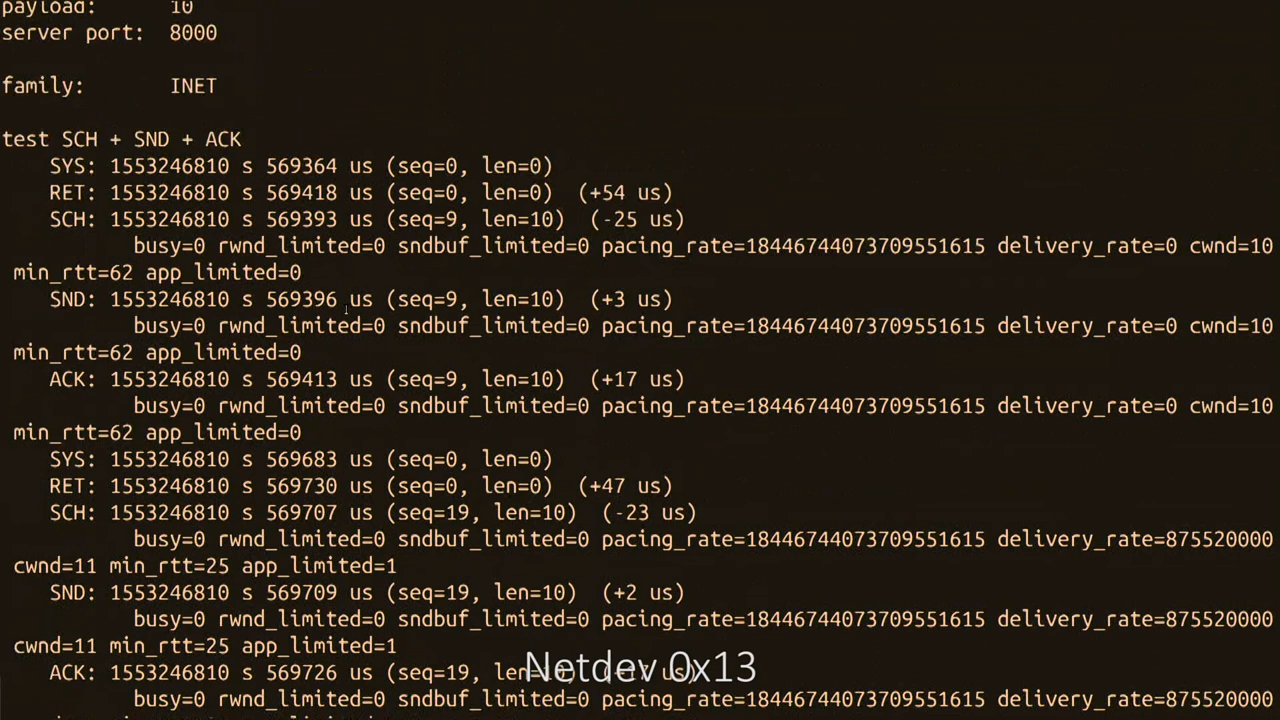 payload:      10
server port:  8000
family:       INET
test SCH + SND + ACK
SYS: 1553246810 s 569364 us (seq=0, len=0)
RET: 1553246810 s 569418 us (seq=0, len=0)  (+54 us)
SCH: 1553246810 s 569393 us (seq=9, len=10)  (-25 us)
busy=0 rwnd_limited=0 sndbuf_limited=0 pacing_rate=18446744073709551615 delivery_rate=0 cwnd=10
min_rtt=62 app_limited=0
SND: 1553246810 s 569396 us (seq=9, len=10)  (+3 us)
busy=0 rwnd_limited=0 sndbuf_limited=0 pacing_rate=18446744073709551615 delivery_rate=0 cwnd=10
min_rtt=62 app_limited=0
ACK: 1553246810 s 569413 us (seq=9, len=10)  (+17 us)
busy=0 rwnd_limited=0 sndbuf_limited=0 pacing_rate=18446744073709551615 delivery_rate=0 cwnd=10
min_rtt=62 app_limited=0
SYS: 1553246810 s 569683 us (seq=0, len=0)
RET: 1553246810 s 569730 us (seq=0, len=0)  (+47 us)
SCH: 1553246810 s 569707 us (seq=19, len=10)  (-23 us)
busy=0 rwnd_limited=0 sndbuf_limited=0 pacing_rate=18446744073709551615 delivery_rate=875520000
cwnd=11 min_rtt=25 app_limited=1
SND: 1553246810 s 569709 us (seq=19, len=10)  (+2 us)
busy=0 rwnd_limited=0 sndbuf_limited=0 pacing_rate=18446744073709551615 delivery_rate=875520000
cwnd=11 min_rtt=25 app_limited=1
ACK: 1553246810 s 569726 us (seq=19, us)
Netdev 0x13
busy=0 rwnd_limited=0 sndbuf_limited=0 pacing_rate=18446744073709551615 delivery_rate=875520000